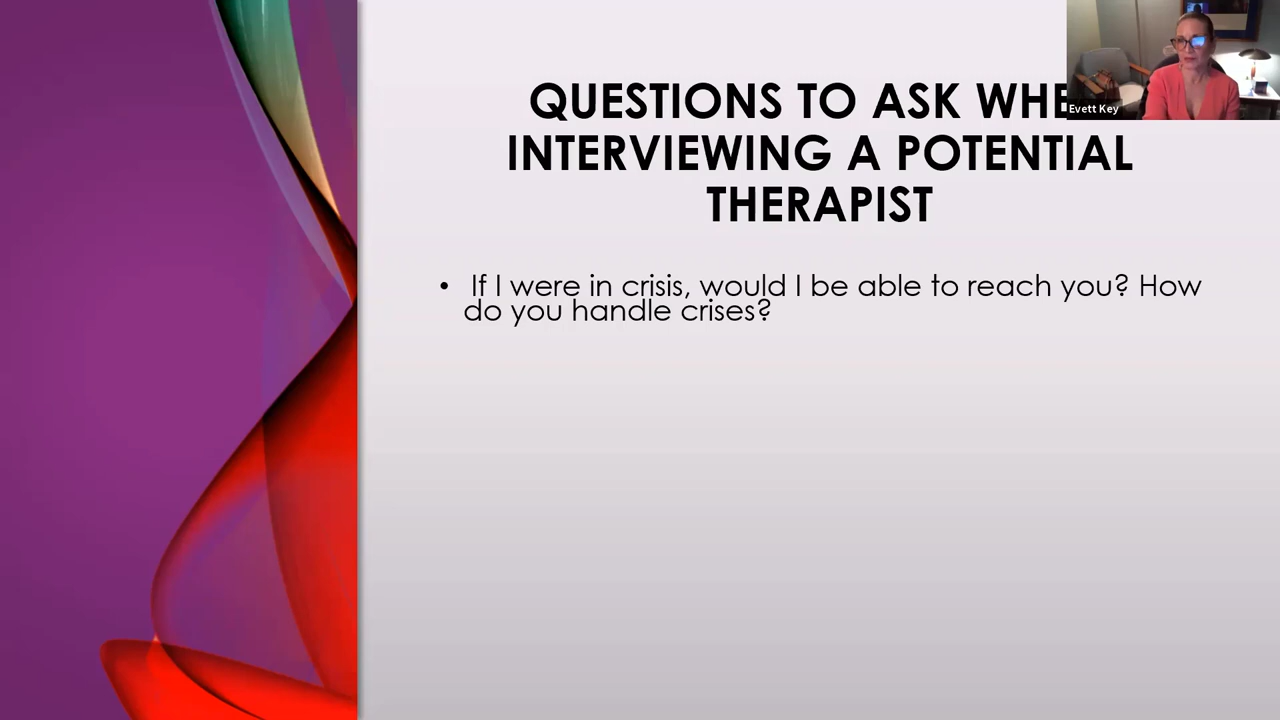 QUESTIONS TO ASK WHE
INTERVIEWING A POTENTIAL
THERAPIST
Evett Key
• If I were in crisis, would I be able to reach you? How
do you handle crises?